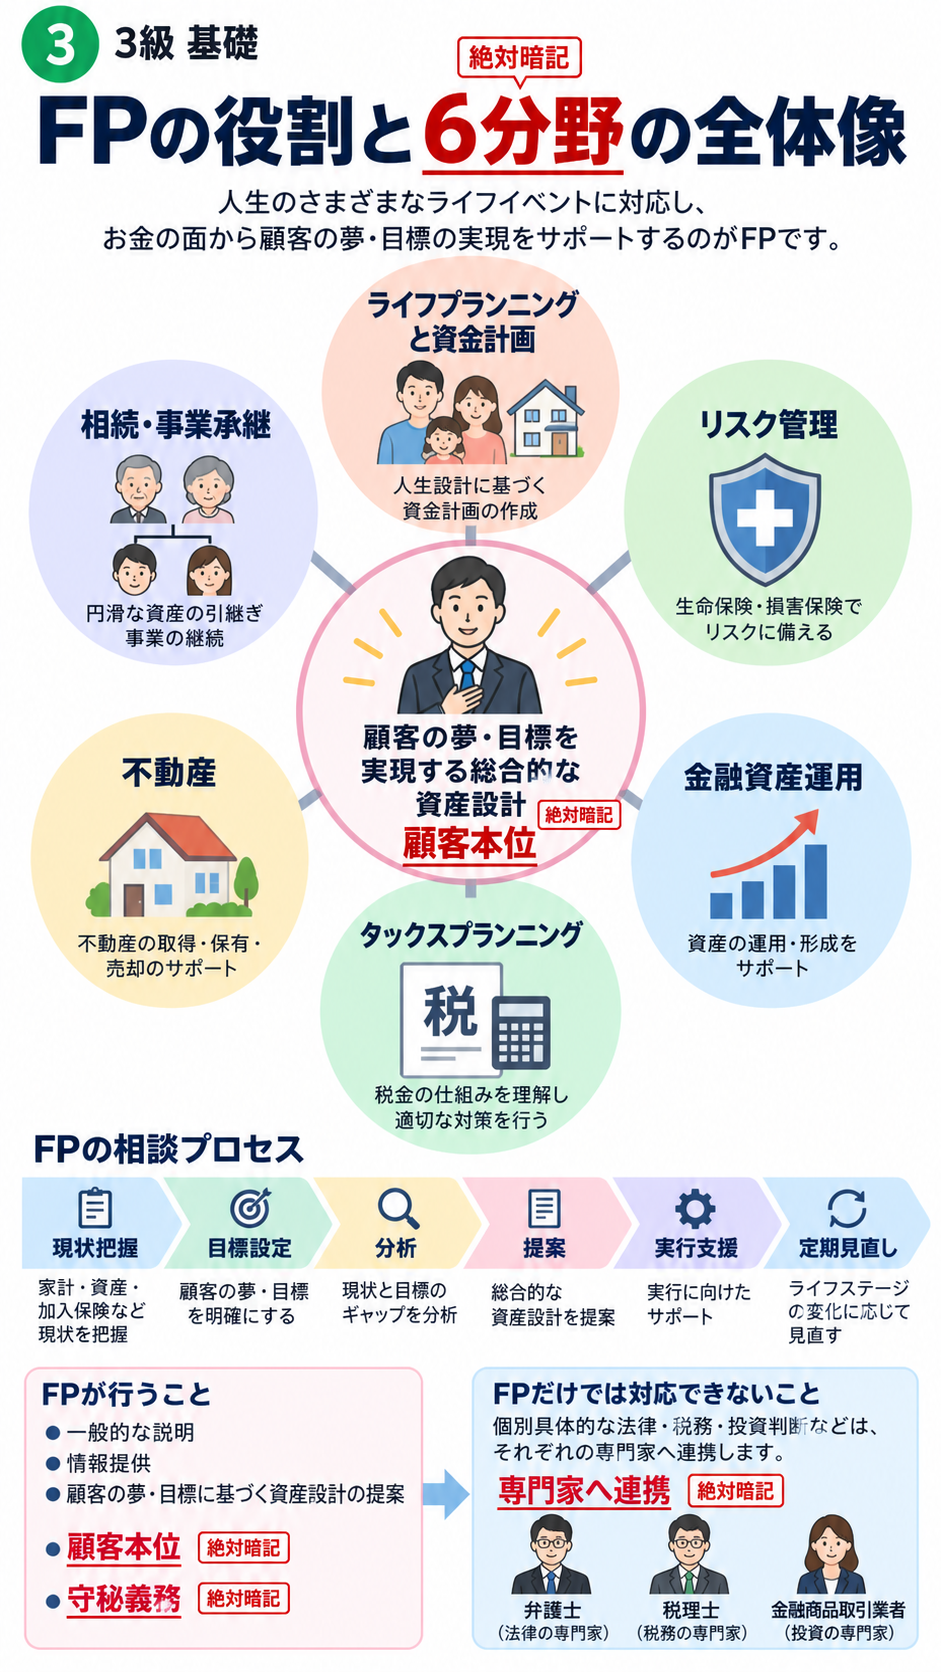 3
3級 基礎
絶対暗記
FPの役割と6分野の全体像
人生のさまざまなライフイベントに対応し、
お金の面から顧客の夢・目標の実現をサポートするのがFPです。
ライフプランニング
と資金計画
人生設計に基づく
資金計画の作成
相続・事業承継
円滑な資産の引継ぎ
事業の継続
リスク管理
生命保険・損害保険で
リスクに備える
顧客の夢・目標を
実現する総合的な
資産設計
絶対暗記
顧客本位
不動産
不動産の取得・保有・
売却のサポート
金融資産運用
資産の運用・形成を
サポート
タックスプランニング
税
税金の仕組みを理解し
適切な対策を行う
FPの相談プロセス
現状把握
家計・資産・
加入保険など
現状を把握
目標設定
顧客の夢・目標
を明確にする
分析
現状と目標の
ギャップを分析
提案
総合的な
資産設計を提案
実行支援
実行に向けた
サポート
定期見直し
ライフステージ
の変化に応じて
見直す
FPが行うこと
●一般的な説明
●情報提供
●顧客の夢・目標に基づく資産設計の提案
●顧客本位 絶対暗記
●守秘義務 絶対暗記
FPだけでは対応できないこと
個別具体的な法律・税務・投資判断などは、
それぞれの専門家へ連携します。
専門家へ連携 絶対暗記
弁護士
（法律の専門家）
税理士
（税務の専門家）
金融商品取引業者
（投資の専門家）